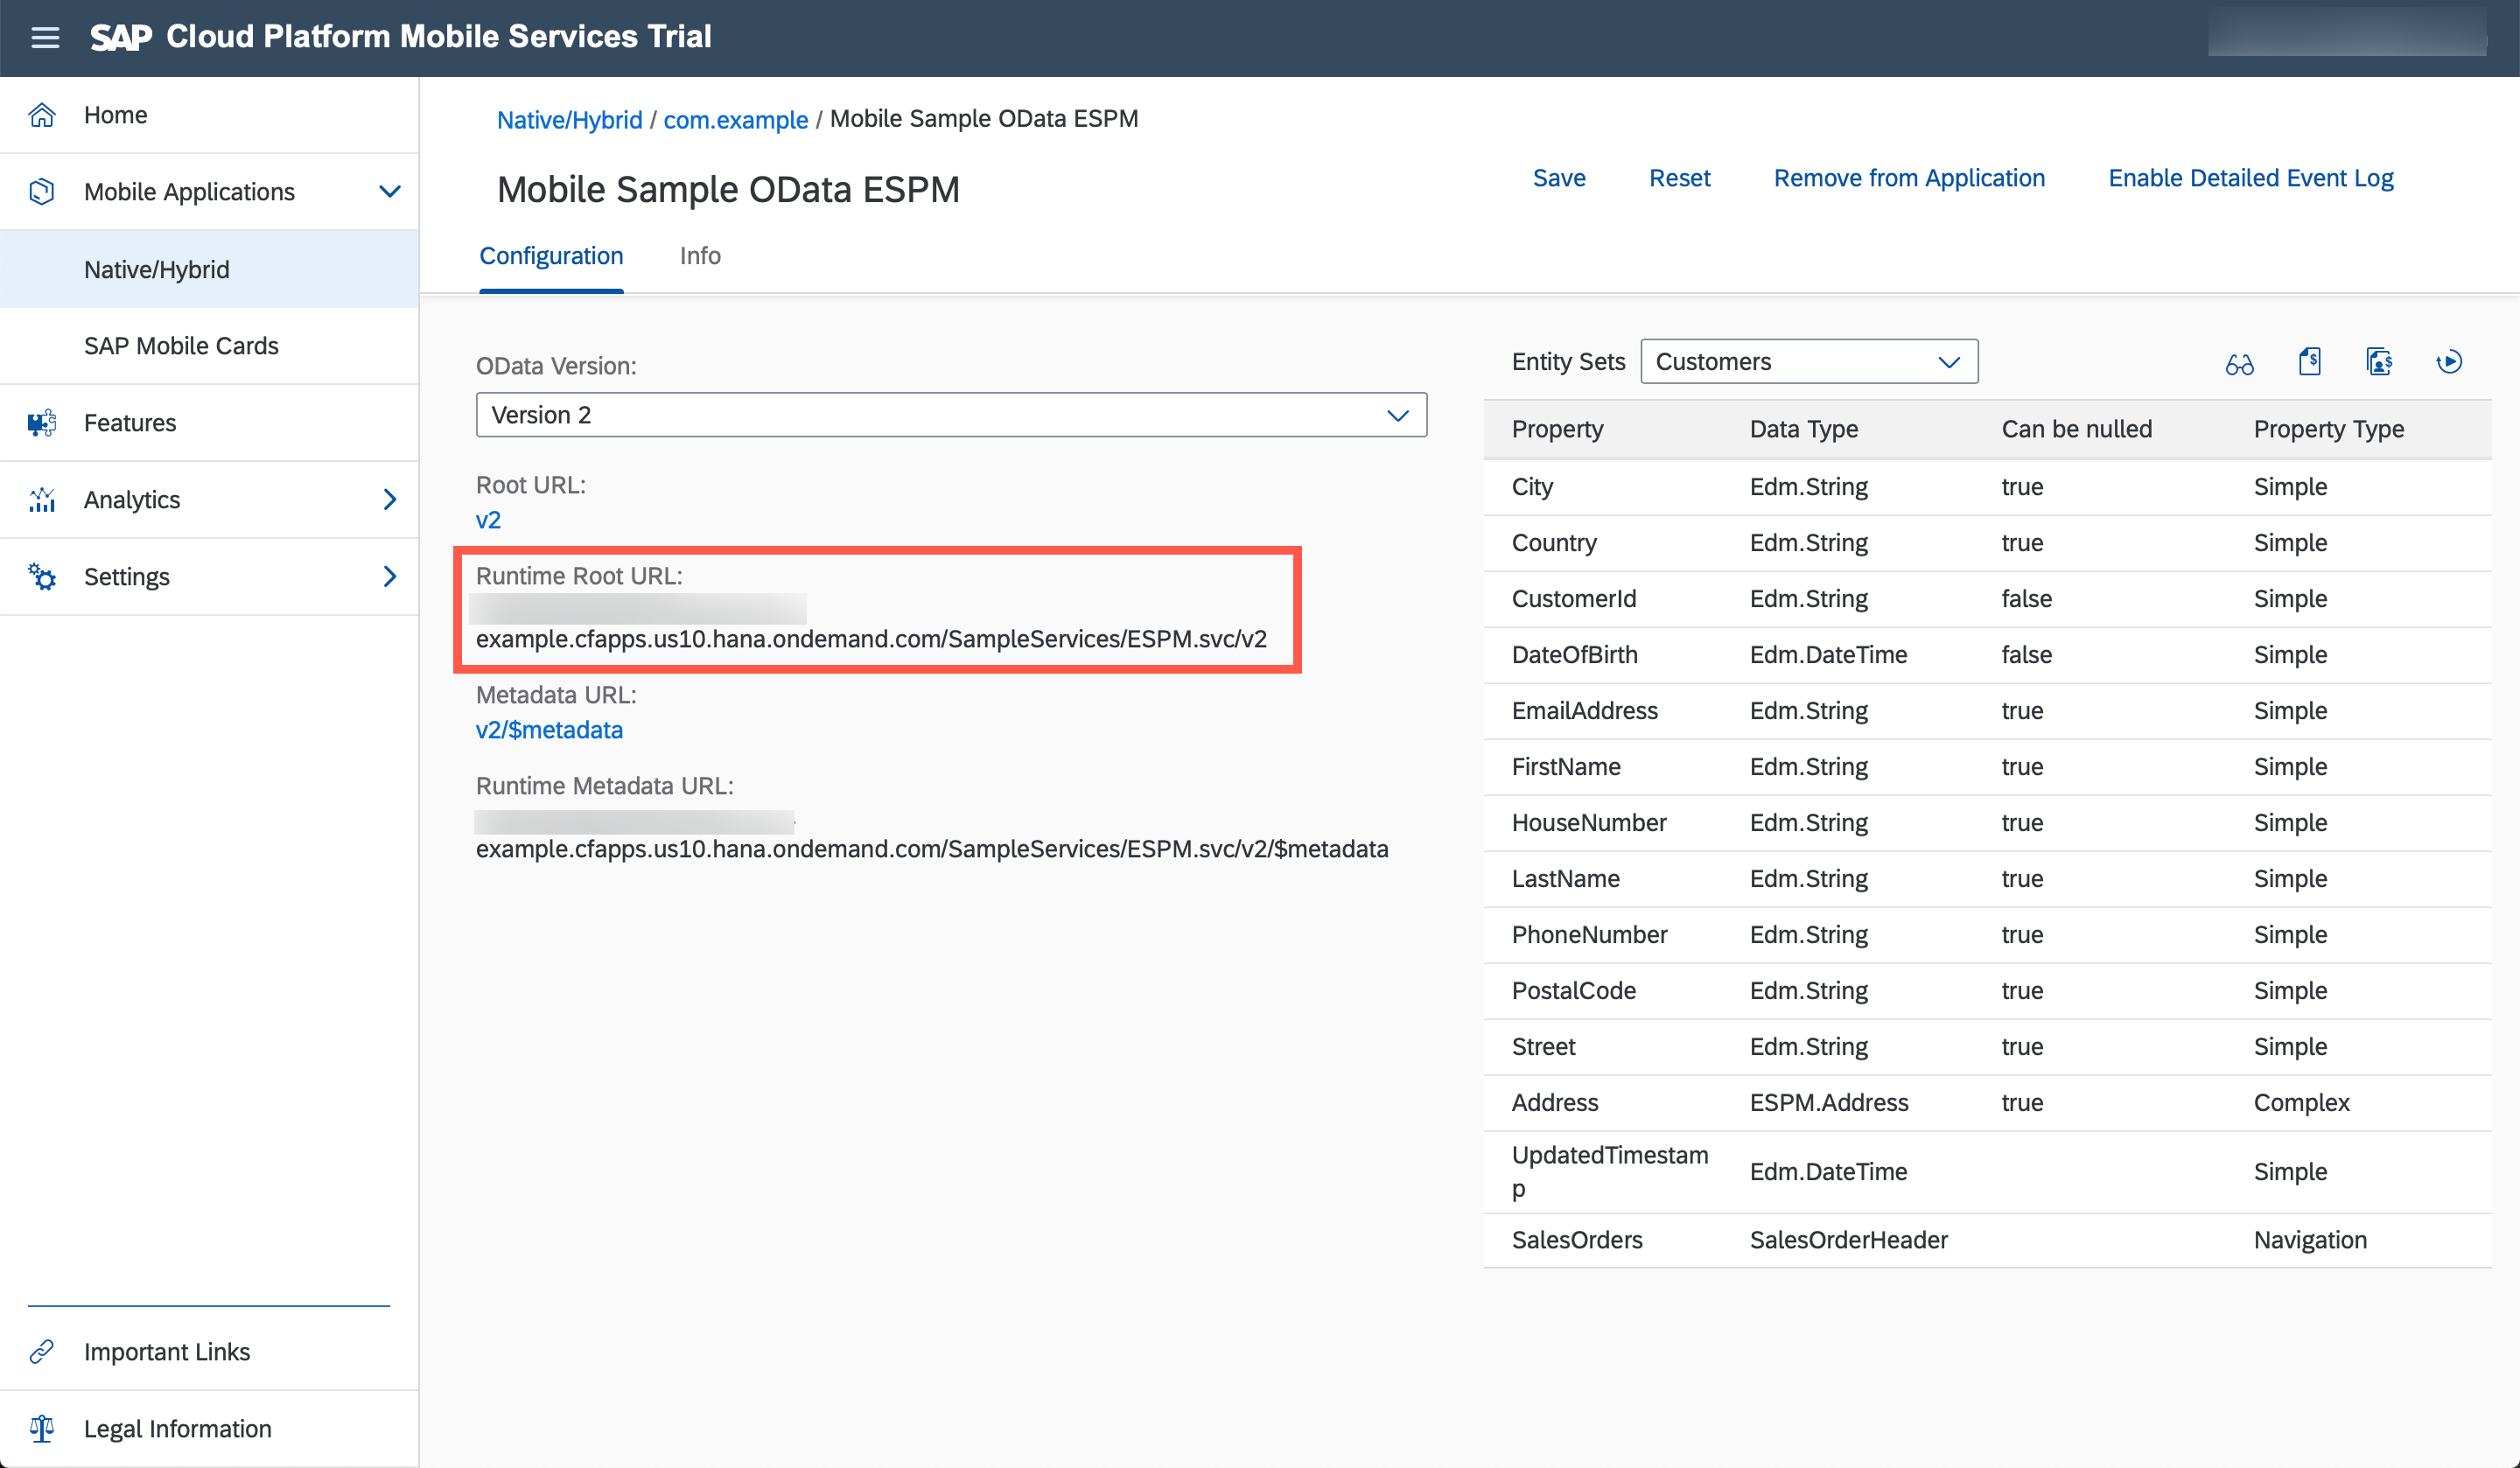 SAP Cloud Platform Mobile Services Trial
Home
Mobile Applications
Native/Hybrid
SAP Mobile Cards
Features
Analytics
Settings
Important Links
Legal Information
Native/Hybrid / com.example / Mobile Sample OData ESPM
Mobile Sample OData ESPM
Save Reset Remove from Application Enable Detailed Event Log
Configuration Info
OData Version:
Version 2
Root URL:
v2
Runtime Root URL:
example.cfapps.us10.hana.ondemand.com/SampleServices/ESPM.svc/v2
Metadata URL:
v2/$metadata
Runtime Metadata URL:
example.cfapps.us10.hana.ondemand.com/SampleServices/ESPM.svc/v2/$metadata
Entity Sets Customers
Property Data Type Can be nulled Property Type
City Edm.String true Simple
Country Edm.String true Simple
CustomerId Edm.String false Simple
DateOfBirth Edm.DateTime false Simple
EmailAddress Edm.String true Simple
FirstName Edm.String true Simple
HouseNumber Edm.String true Simple
LastName Edm.String true Simple
PhoneNumber Edm.String true Simple
PostalCode Edm.String true Simple
Street Edm.String true Simple
Address ESPM.Address true Complex
UpdatedTimestam
p Edm.DateTime Simple
SalesOrders SalesOrderHeader Navigation